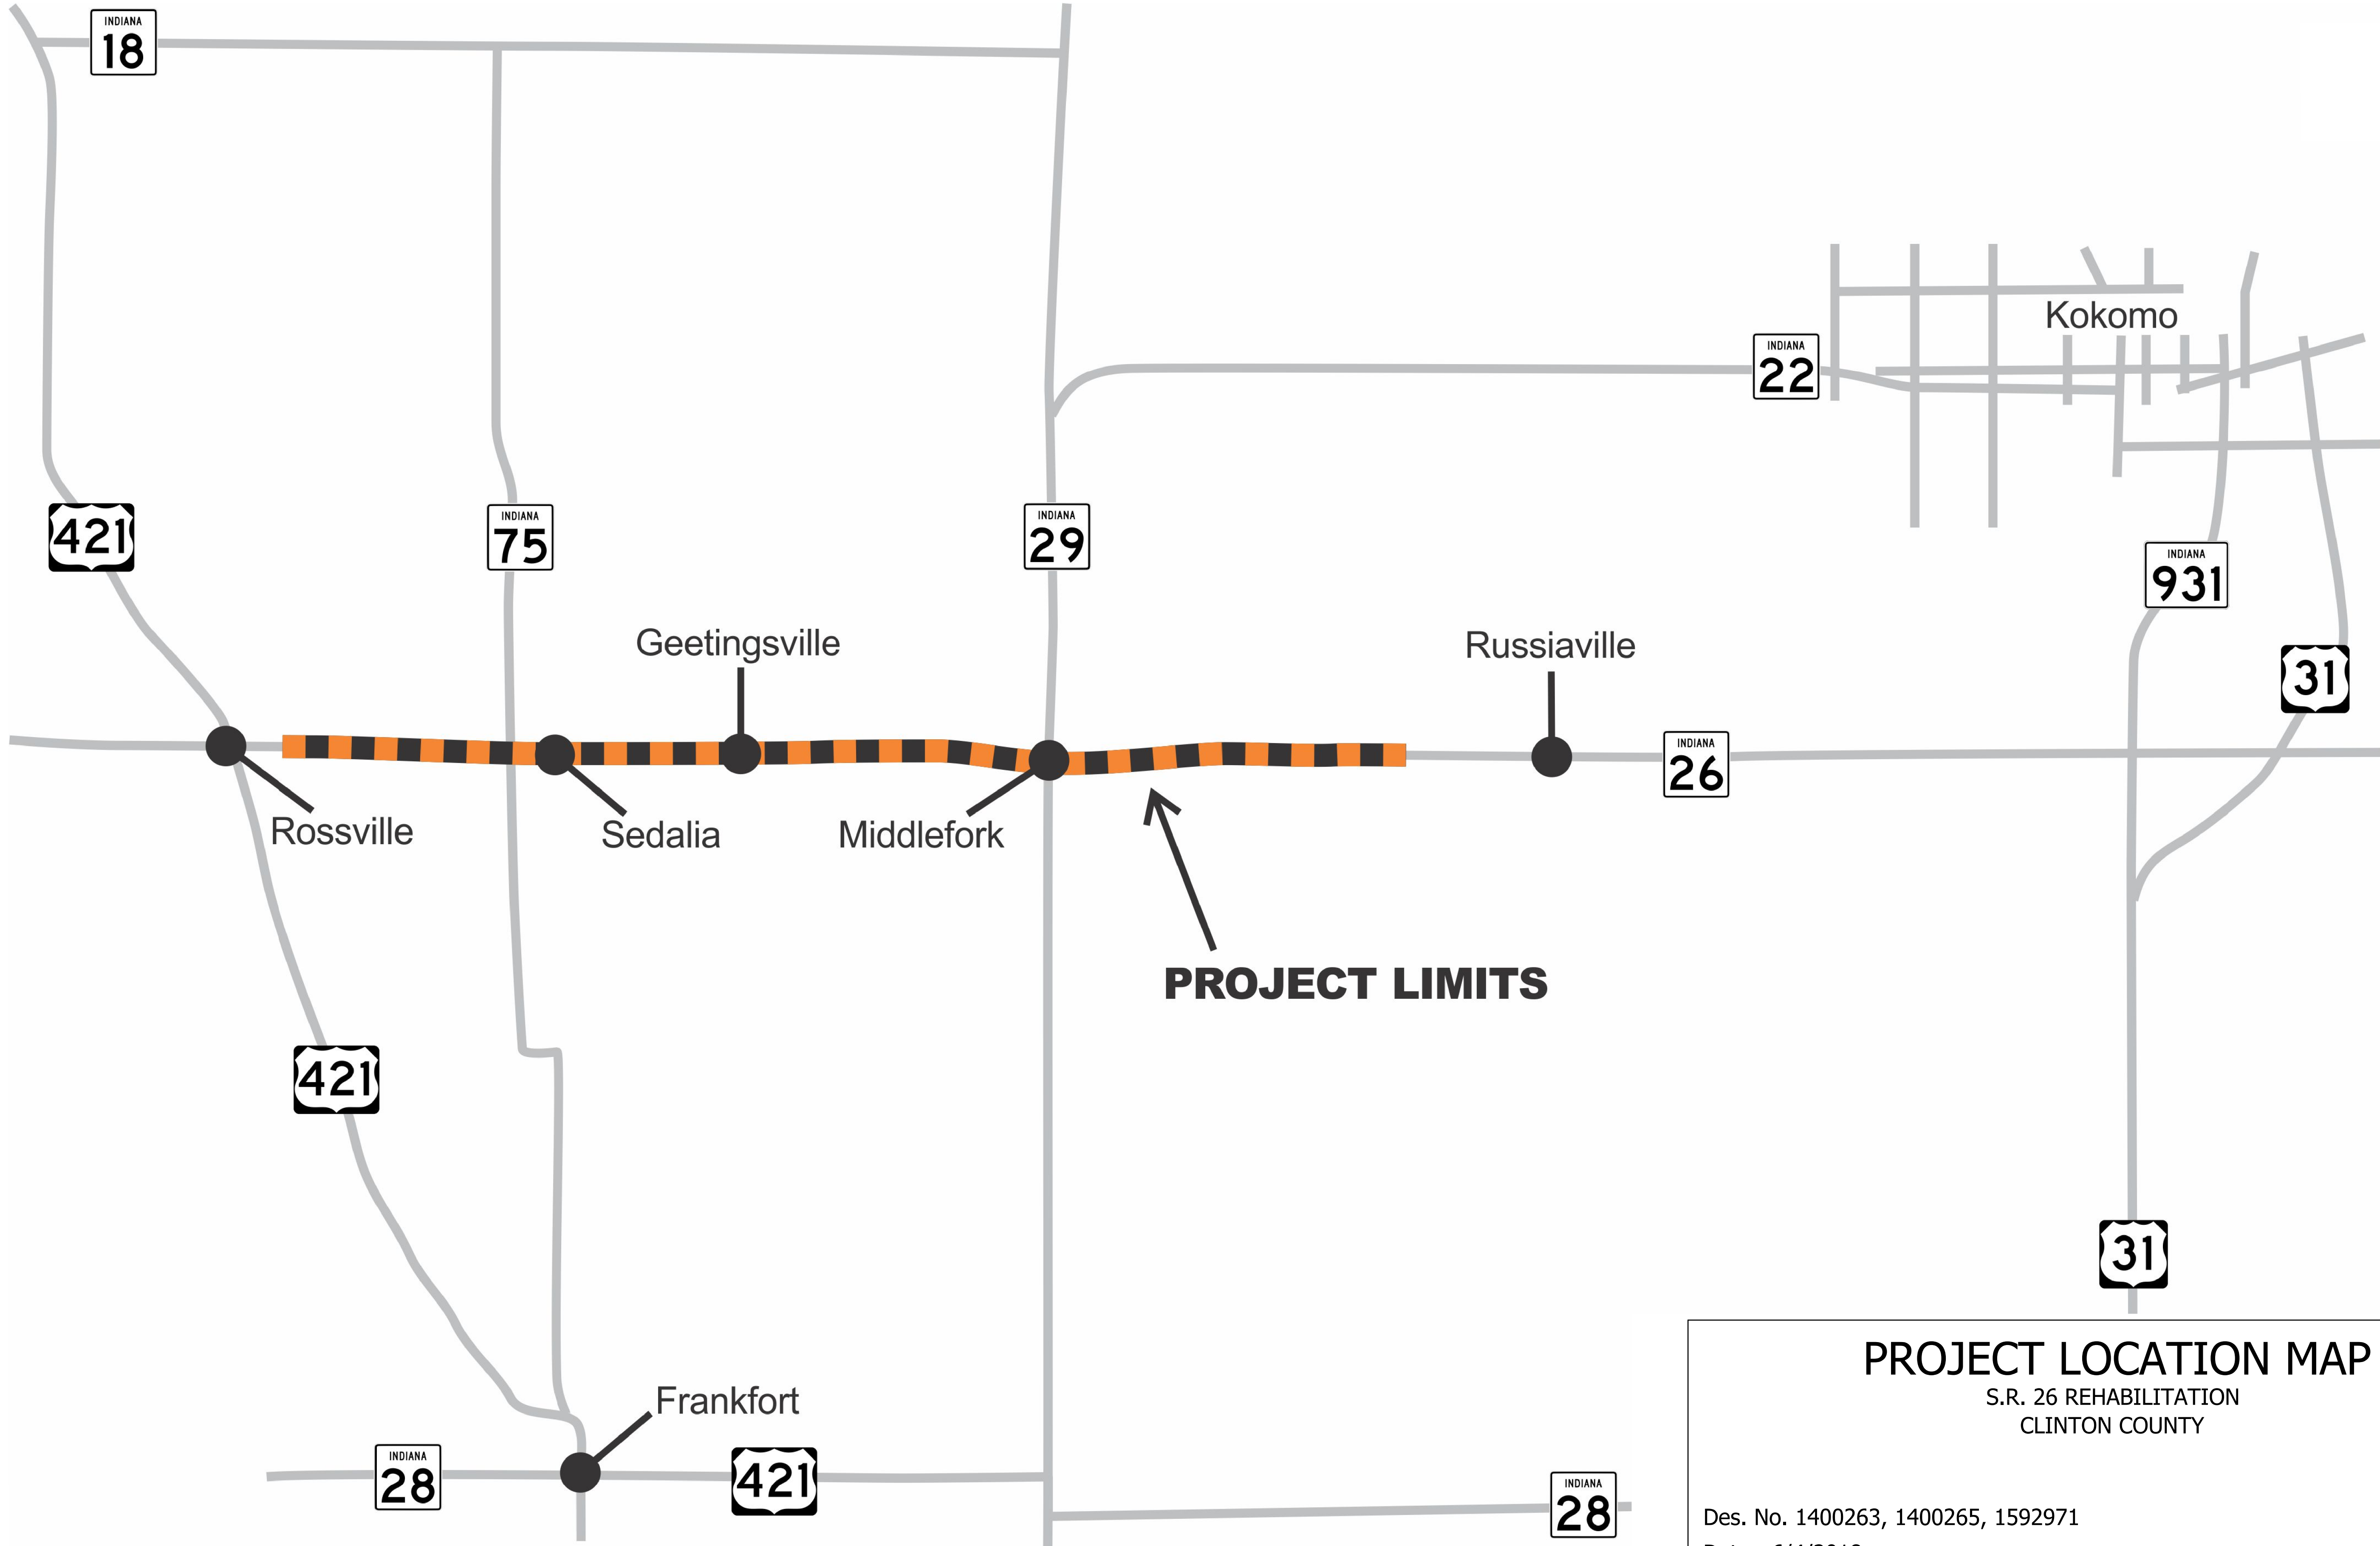 INDIANA
18
Kokomo
INDIANA
22
421
INDIANA
75
INDIANA
29
INDIANA
931
Geetingsville
Russiaville
31
INDIANA
26
Rossville
Sedalia
Middlefork
PROJECT LIMITS
421
31
PROJECT LOCATION MAP
S.R. 26 REHABILITATION
CLINTON COUNTY
Frankfort
INDIANA
28
421
INDIANA
28
Des. No. 1400263, 1400265, 1592971